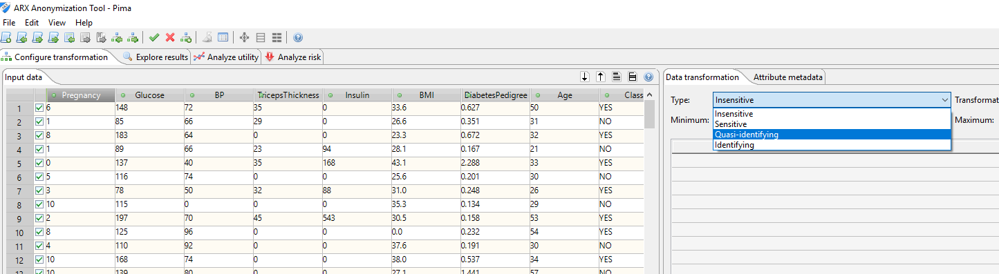 ARX Anonymization Tool - Pima
File Edit View Help
Configure transformation Explore results Analyze utility Analyze risk
Input data Data transformation Attribute metadata
Pregnancy Glucose BP TricepsThickness Insulin BMI DiabetesPedigree Age Class
Type: Insensitive Transformat
Minimum: Maximum:
Insensitive
Sensitive
Quasi-identifying
Identifying
1 6 148 72 35 0 33.6 0.627 50 YES
2 1 85 66 29 0 26.6 0.351 31 NO
3 8 183 64 0 0 23.3 0.672 32 YES
4 1 89 66 23 94 28.1 0.167 21 NO
5 0 137 40 35 168 43.1 2.288 33 YES
6 5 116 74 0 0 25.6 0.201 30 NO
7 3 78 50 32 88 31.0 0.248 26 YES
8 10 115 0 0 0 35.3 0.134 29 NO
9 2 197 70 45 543 30.5 0.158 53 YES
10 8 125 96 0 0 0.0 0.232 54 YES
11 4 110 92 0 0 37.6 0.191 30 NO
12 10 168 74 0 0 38.0 0.537 34 YES
13 10 139 80 0 0 27.1 1.441 57 NO